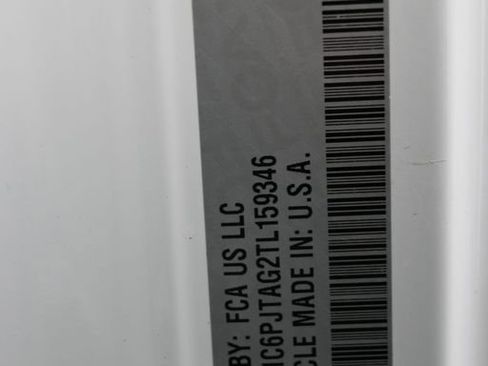 BY: FCA US LLC
1C6PJTAG2TL159346
CLE MADE IN: U.S.A.